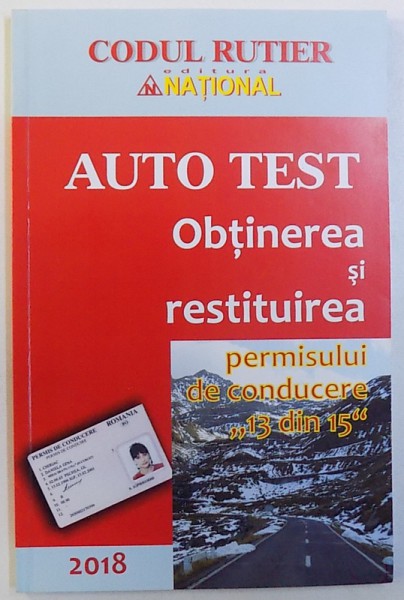 CODUL RUTIER
editura
N NAȚIONAL
AUTO TEST
Obținerea
și
restituirea
permisului
de conducere
„13 din 15“
ROMANIA
PERMIS DE CONDUCERE
2018